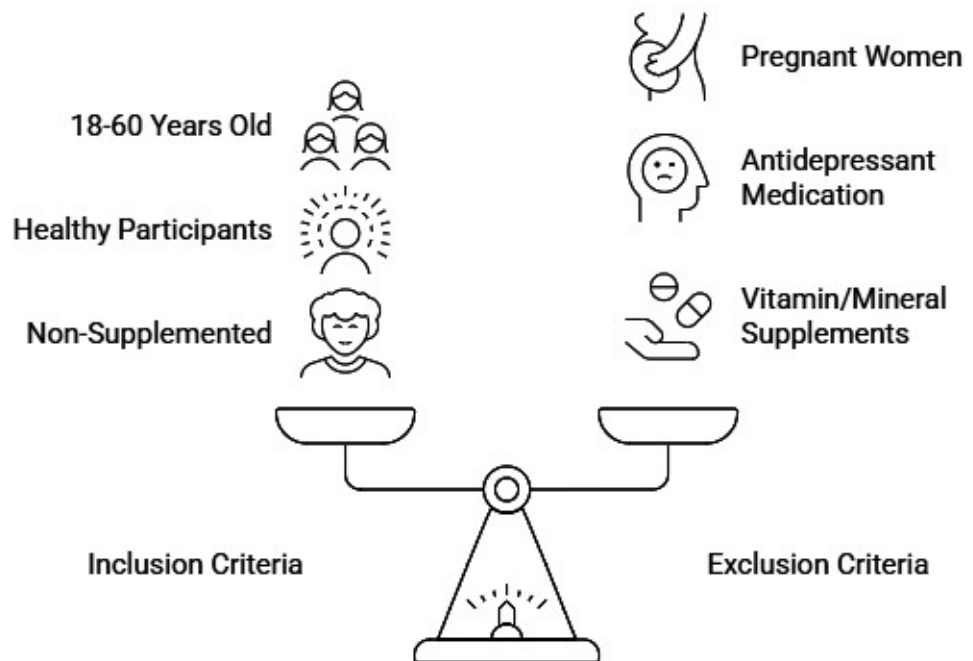 18-60 Years Old
Healthy Participants
Non-Supplemented
Pregnant Women
Antidepressant
Medication
Vitamin/Mineral
Supplements
Inclusion Criteria
Exclusion Criteria